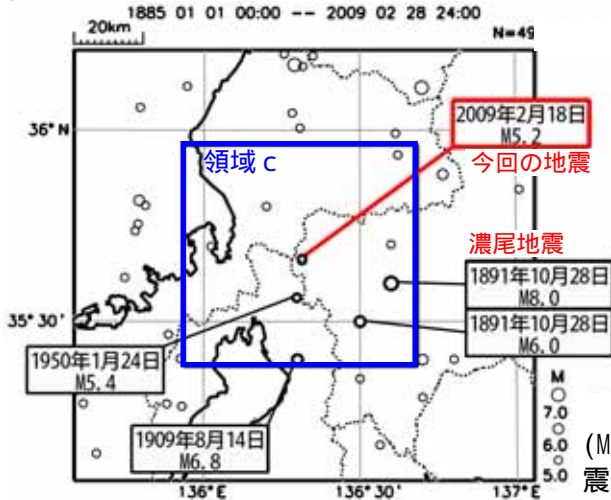 1885 01 01 00:00 -- 2009 02 28 24:00
20km
N=49
36°N
領域 c
2009年2月18日
M5.2
今回の地震
濃尾地震
1891年10月28日
M8.0
1891年10月28日
M6.0
35°30'
1950年1月24日
M5.4
1909年8月14日
M6.8
M
7.0
6.0
5.0
(M
震
136°E
136°30'
137°E